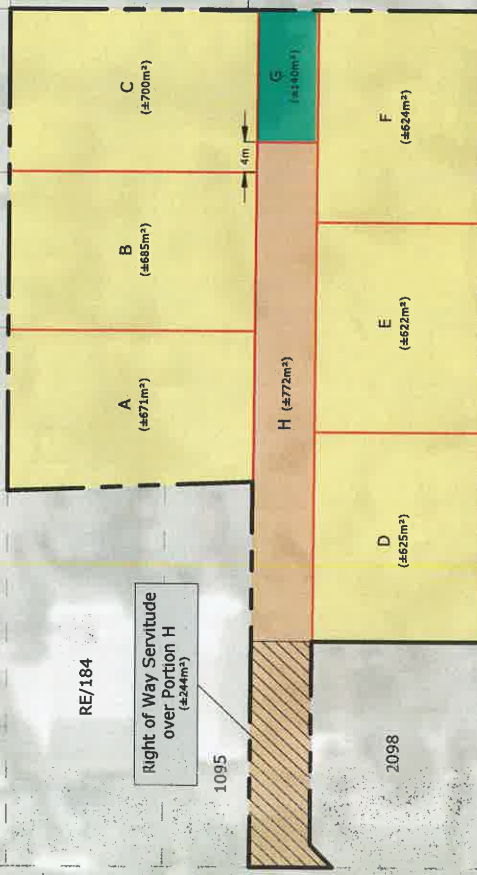 C
(±700m²)
G
(±140m²)
F
(±624m²)
4m
B
(±685m²)
E
(±622m²)
A
(±671m²)
H (±772m²)
D
(±625m²)
RE/184
Right of Way Servitude
over Portion H
(±244m²)
1095
2098